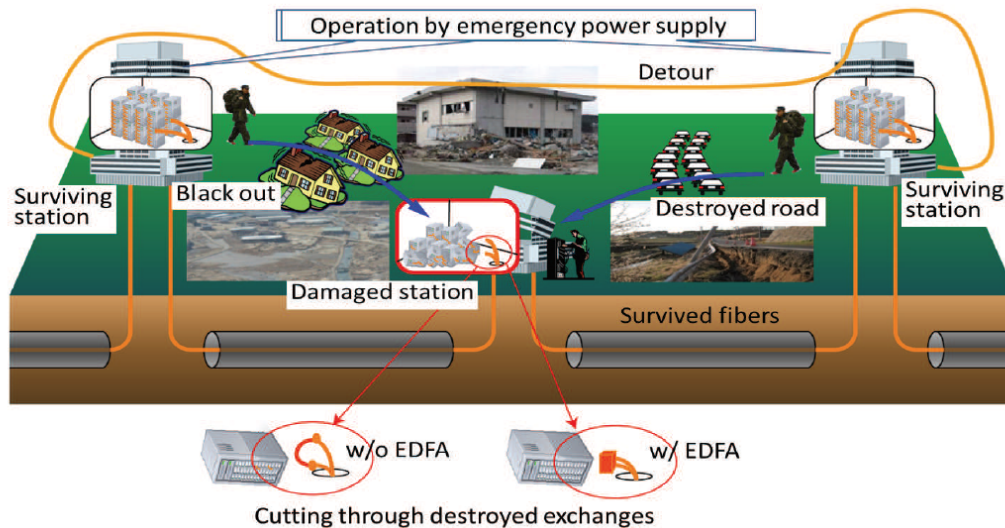 Operation by emergency power supply
Detour
Surviving
station
Black out
Destroyed road
Surviving
station
Damaged station
Survived fibers
w/o EDFA
w/ EDFA
Cutting through destroyed exchanges